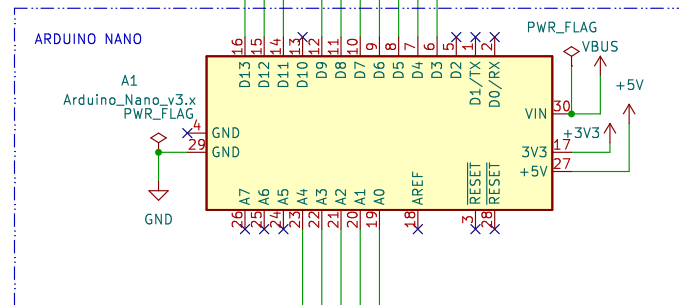 ARDUINO NANO
PWR_FLAG
VBUS
+5V
+3V3
A1
Arduino_Nano_v3.x
PWR_FLAG
16 15 14 13 12 11 10 9 8 7 6 5 1 2
D13 D12 D11 D10 D9 D8 D7 D6 D5 D4 D3 D2 D1/TX D0/RX
VIN 30
4 GND
29 GND
3V3 17
+5V 27
A7 A6 A5 A4 A3 A2 A1 A0 AREF RESET RESET
26 25 24 23 22 21 20 19 18 3 28
GND